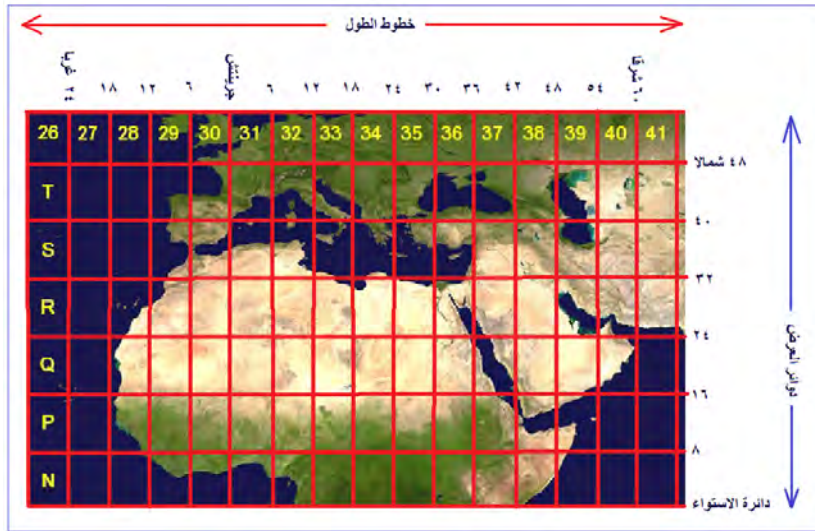 خطوط الطول
٢٤ غربا ١٨ ١٢ ٦ جرينتش ٦ ١٢ ١٨ ٢٤ ٣٠ ٣٦ ٤٢ ٤٨ ٥٤ ٦٠ شرقا
26 27 28 29 30 31 32 33 34 35 36 37 38 39 40 41
٤٨ شمالا
T
٤٠
S
٣٢
R
دوائر العرض
٢٤
Q
١٦
P
٨
N
دائرة الاستواء